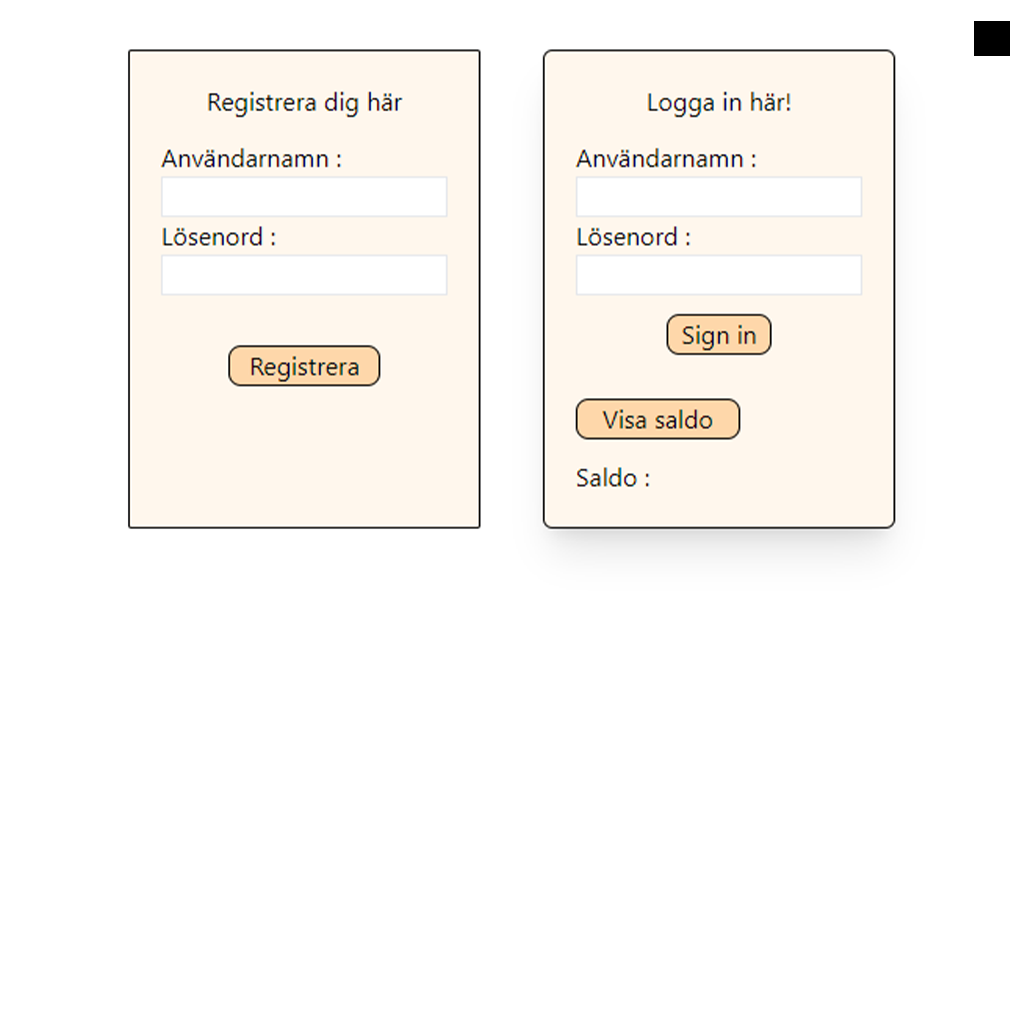 Registrera dig här
Användarnamn :
Lösenord :
Registrera
Logga in här!
Användarnamn :
Lösenord :
Sign in
Visa saldo
Saldo :